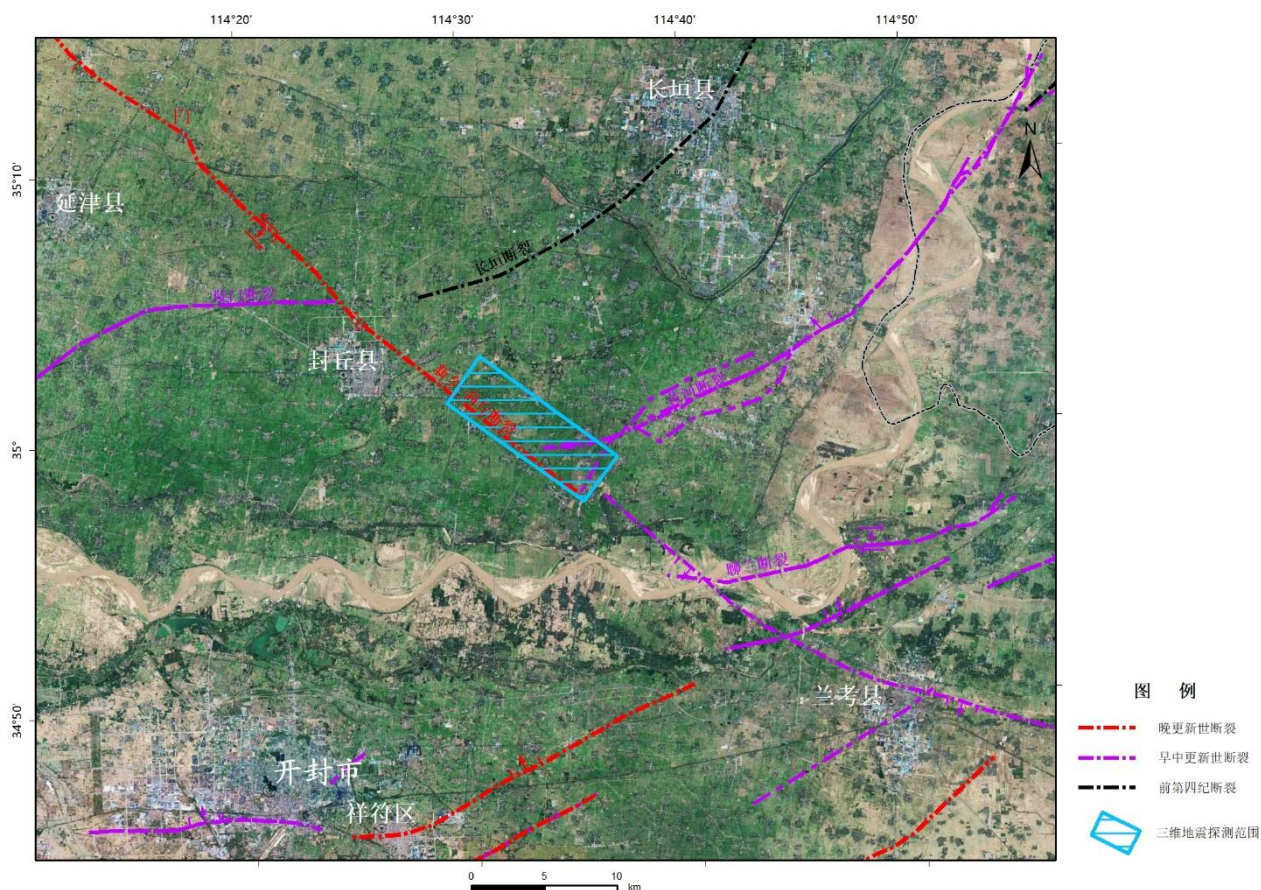 114°20'
114°30'
114°40'
114°50'
35°10'
35°
34°50'
长垣县
F1
N
延津县
长垣断裂
封丘县
聊兰断裂
兰考县
开封市
祥符区
图 例
晚更新世断裂
早中更新世断裂
前第四纪断裂
三维地震探测范围
0 5 10
km